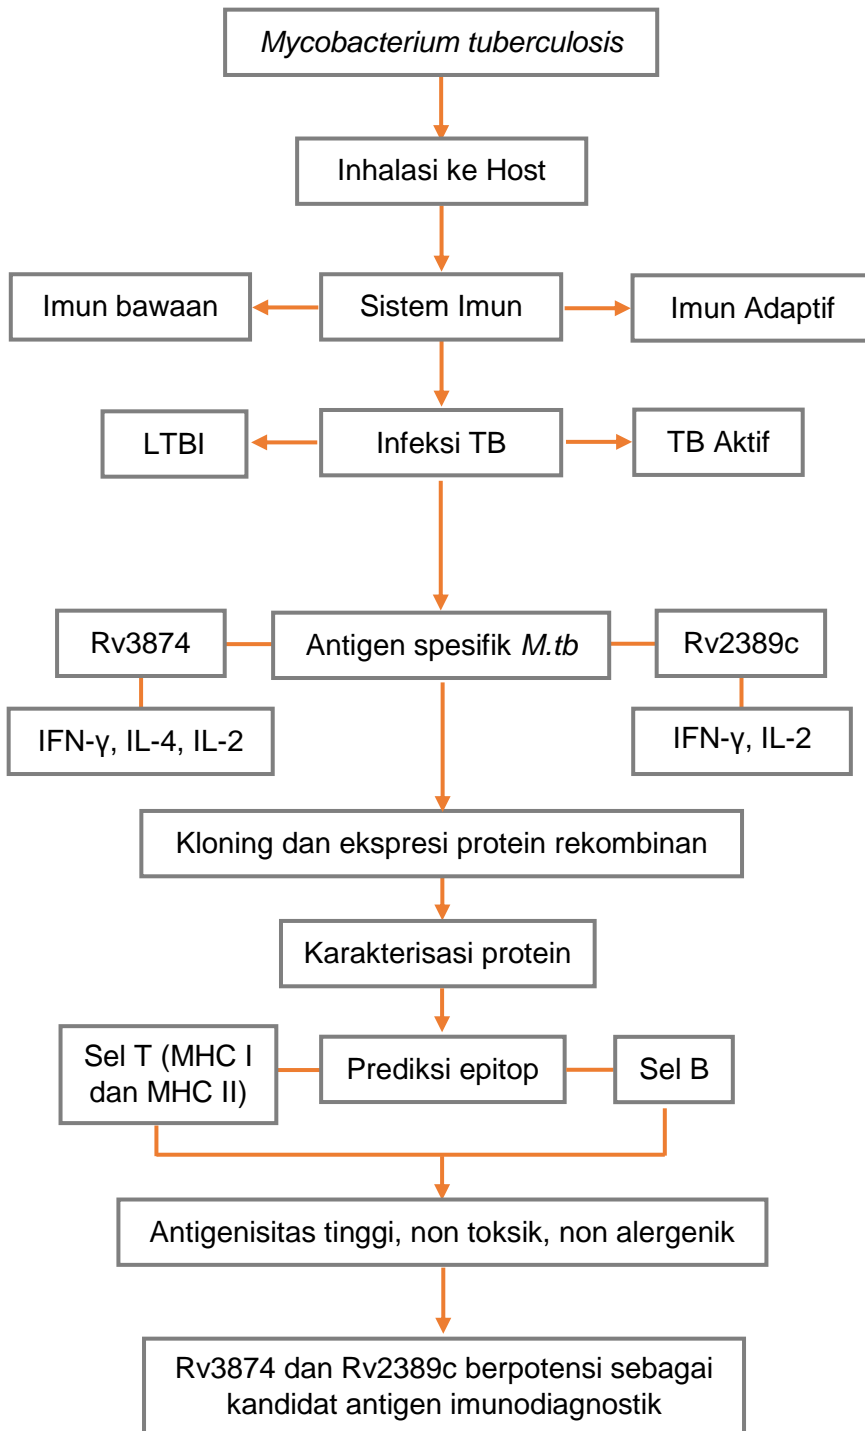 Mycobacterium tuberculosis
Inhalasi ke Host
Imun bawaan
Sistem Imun
Imun Adaptif
LTBI
Infeksi TB
TB Aktif
Rv3874
Antigen spesifik M.tb
Rv2389c
IFN-γ, IL-4, IL-2
IFN-γ, IL-2
Kloning dan ekspresi protein rekombinan
Karakterisasi protein
Sel T (MHC I
dan MHC II)
Prediksi epitop
Sel B
Antigenisitas tinggi, non toksik, non alergenik
Rv3874 dan Rv2389c berpotensi sebagai
kandidat antigen imunodiagnostik